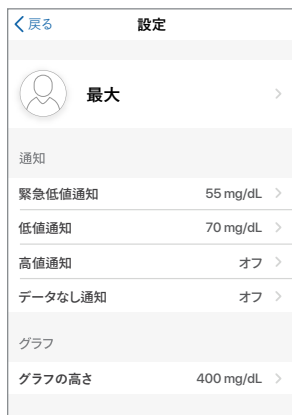 戻る 設定
最大
通知
緊急低値通知 55 mg/dL
低値通知 70 mg/dL
高値通知 オフ
データなし通知 オフ
グラフ
グラフの高さ 400 mg/dL